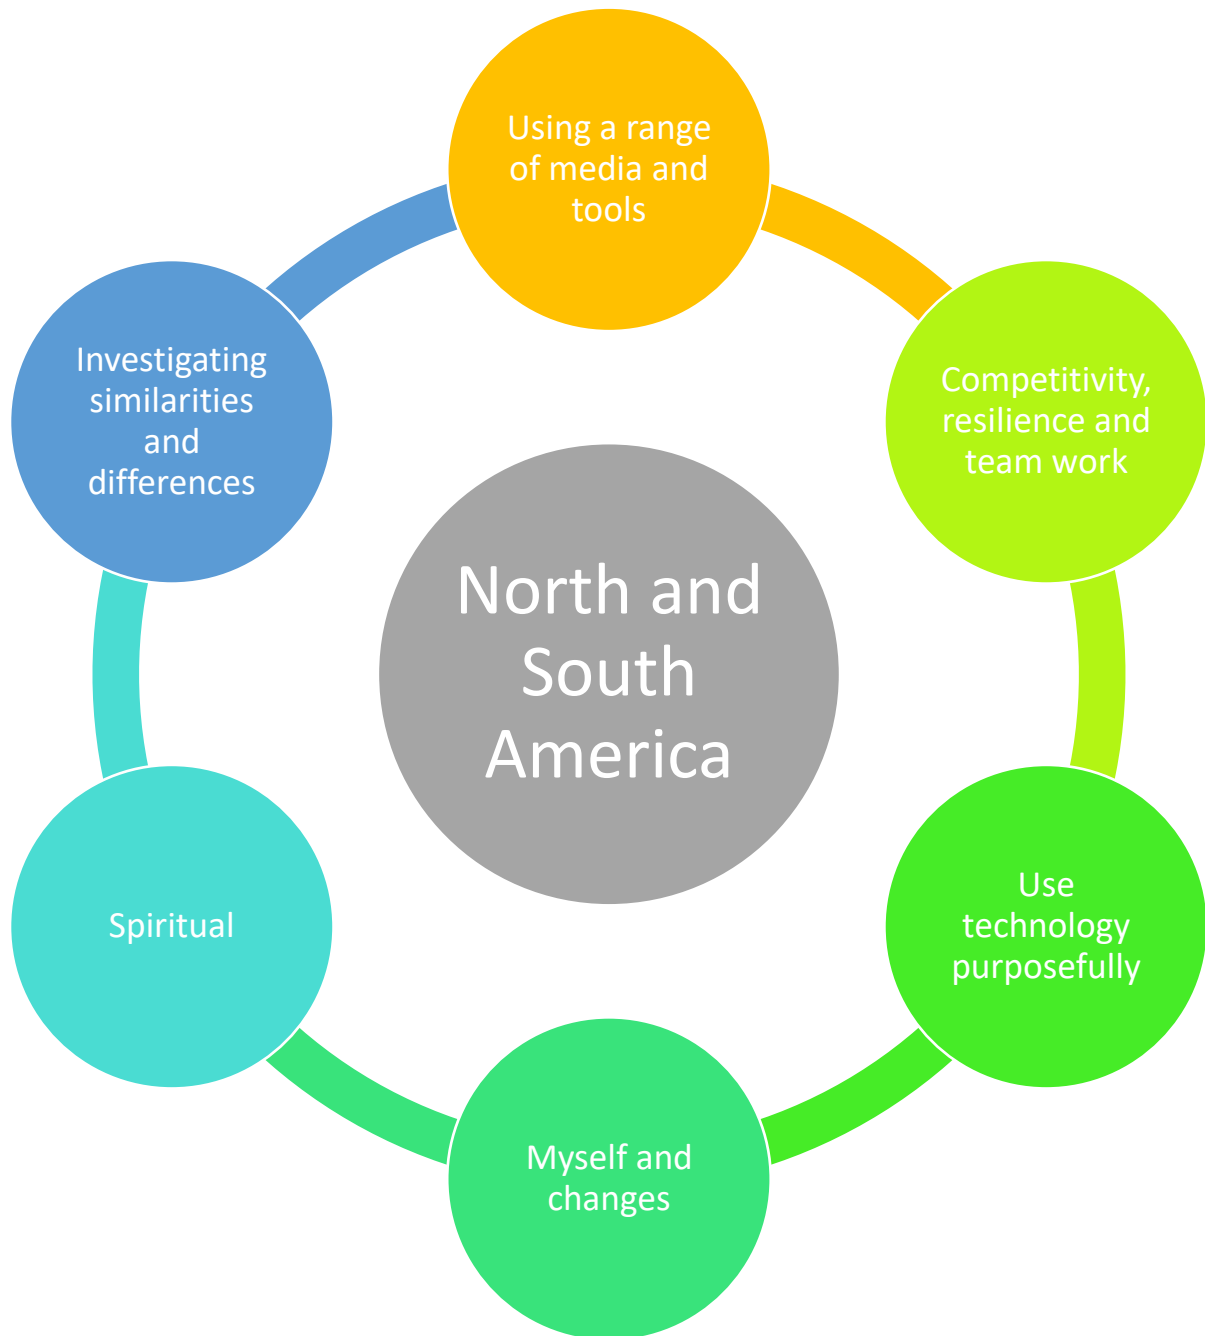 Using a range
of media and
tools
Competitivity,
resilience and
team work
Use
technology
purposefully
Myself and
changes
Spiritual
Investigating
similarities
and
differences
North and
South
America